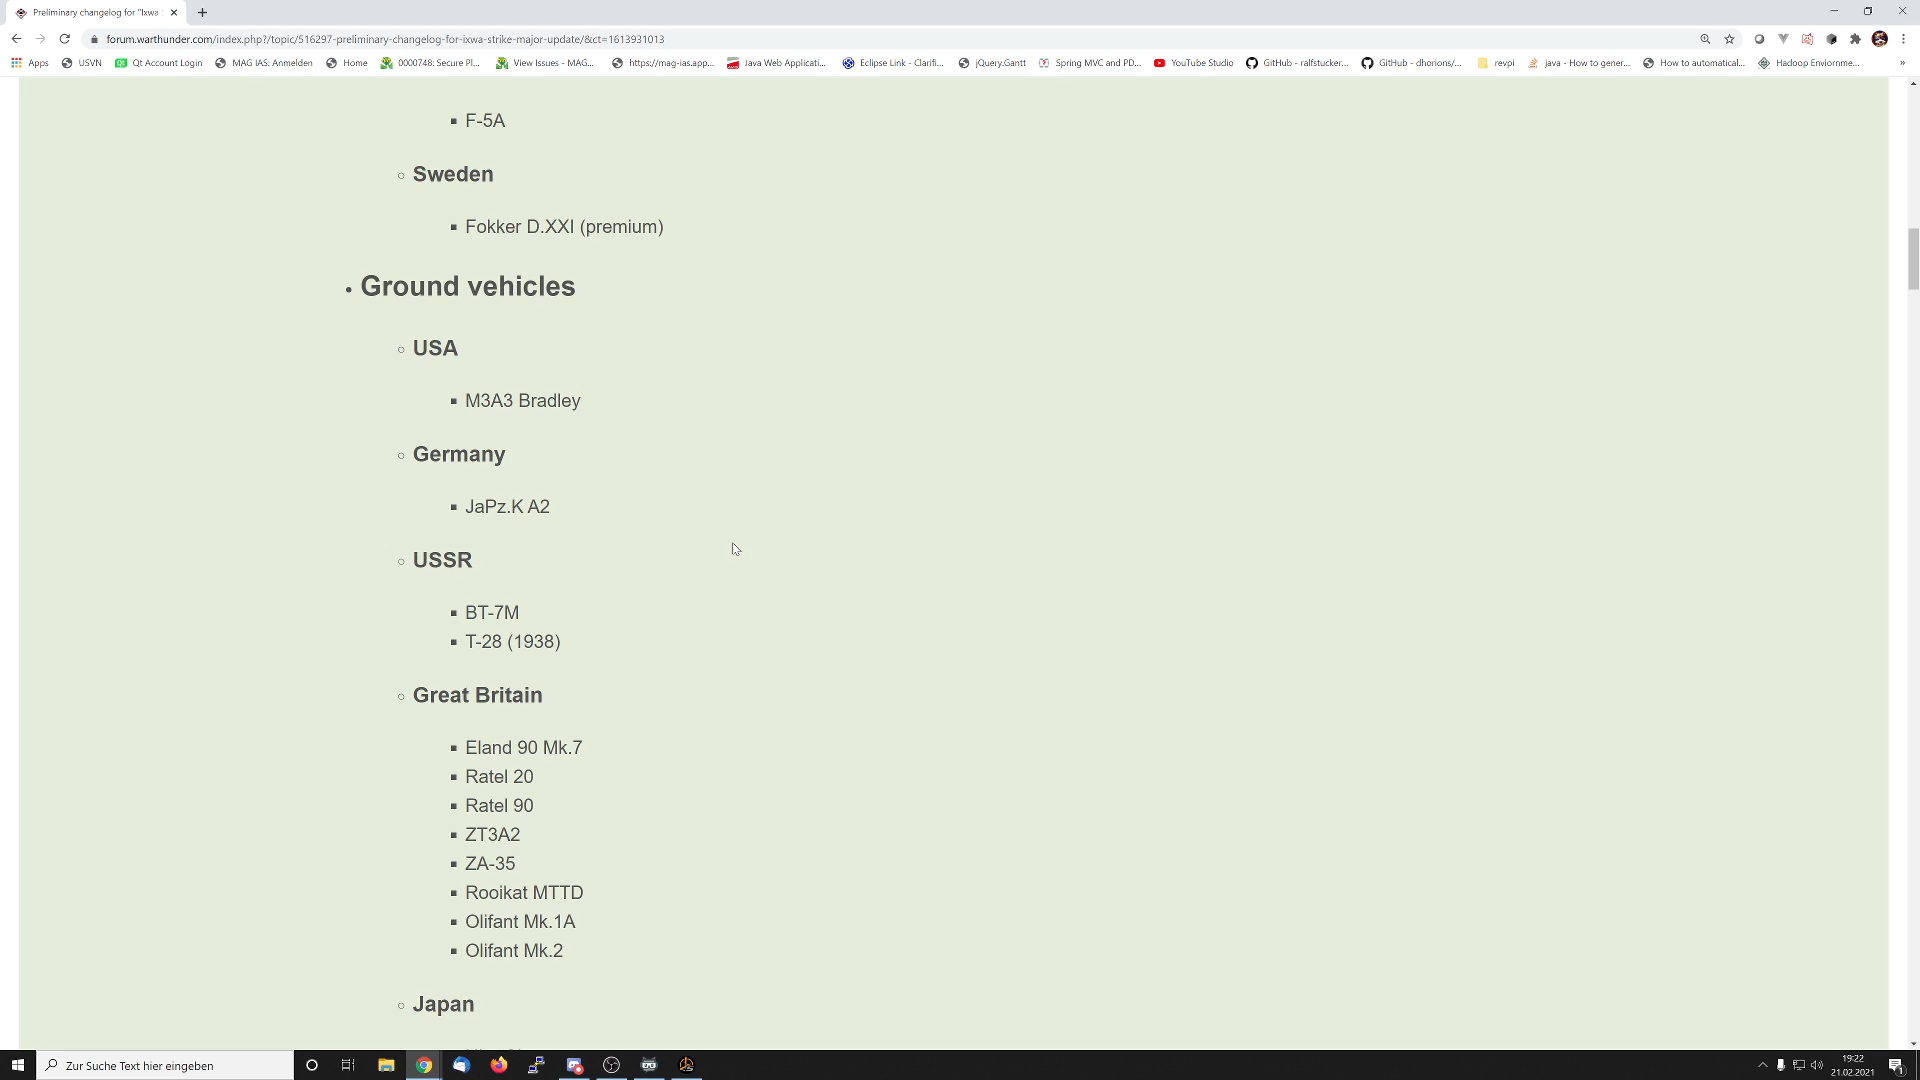 Preliminary changelog for "Ixwa
forum.warthunder.com/index.php?/topic/516297-preliminary-changelog-for-ixwa-strike-major-update/&ct=1613931013
Apps USVN Qt Account Login MAG IAS: Anmelden Home 0000748: Secure Pl... View Issues - MAG... https://mag-ias.app... Java Web Applicati... Eclipse Link - Clarifi... jQuery.Gantt Spring MVC and PD... YouTube Studio GitHub - ralfstucker... GitHub - dhorions/... revpi java - How to gener... How to automatical... Hadoop Enviornme... »
F-5A
Sweden
Fokker D.XXI (premium)
Ground vehicles
USA
M3A3 Bradley
Germany
JaPz.K A2
USSR
BT-7M
T-28 (1938)
Great Britain
Eland 90 Mk.7
Ratel 20
Ratel 90
ZT3A2
ZA-35
Rooikat MTTD
Olifant Mk.1A
Olifant Mk.2
Japan
Zur Suche Text hier eingeben
19:22
21.02.2021
1